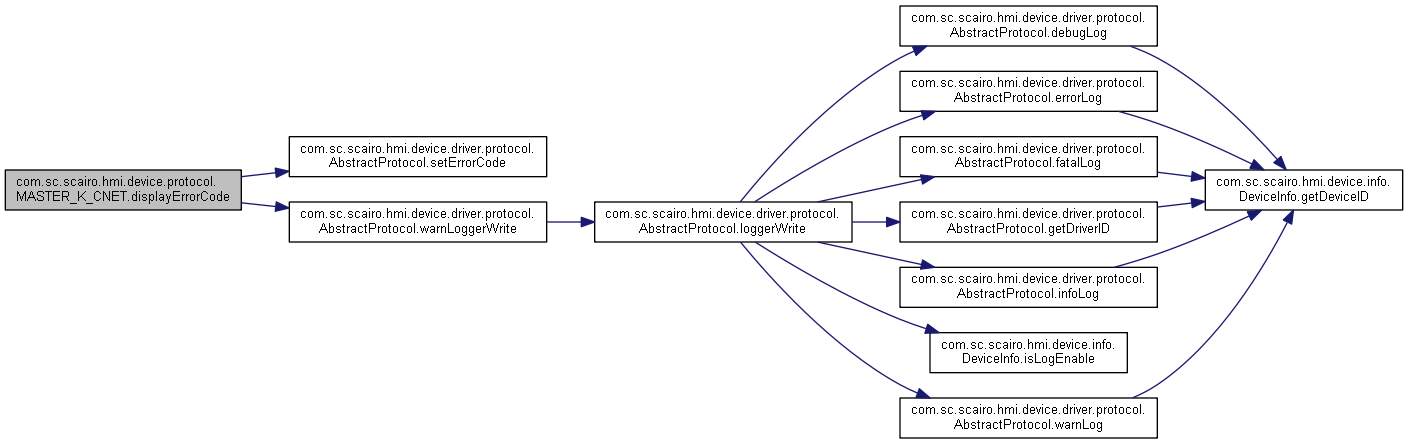 com.sc.scairo.hmi.device.protocol.
MASTER_K_CNET.displayErrorCode
com.sc.scairo.hmi.device.driver.protocol.
AbstractProtocol.setErrorCode
com.sc.scairo.hmi.device.driver.protocol.
AbstractProtocol.warnLoggerWrite
com.sc.scairo.hmi.device.driver.protocol.
AbstractProtocol.loggerWrite
com.sc.scairo.hmi.device.driver.protocol.
AbstractProtocol.debugLog
com.sc.scairo.hmi.device.driver.protocol.
AbstractProtocol.errorLog
com.sc.scairo.hmi.device.driver.protocol.
AbstractProtocol.fatalLog
com.sc.scairo.hmi.device.driver.protocol.
AbstractProtocol.getDriverID
com.sc.scairo.hmi.device.driver.protocol.
AbstractProtocol.infoLog
com.sc.scairo.hmi.device.info.
DeviceInfo.isLogEnable
com.sc.scairo.hmi.device.driver.protocol.
AbstractProtocol.warnLog
com.sc.scairo.hmi.device.info.
DeviceInfo.getDeviceID